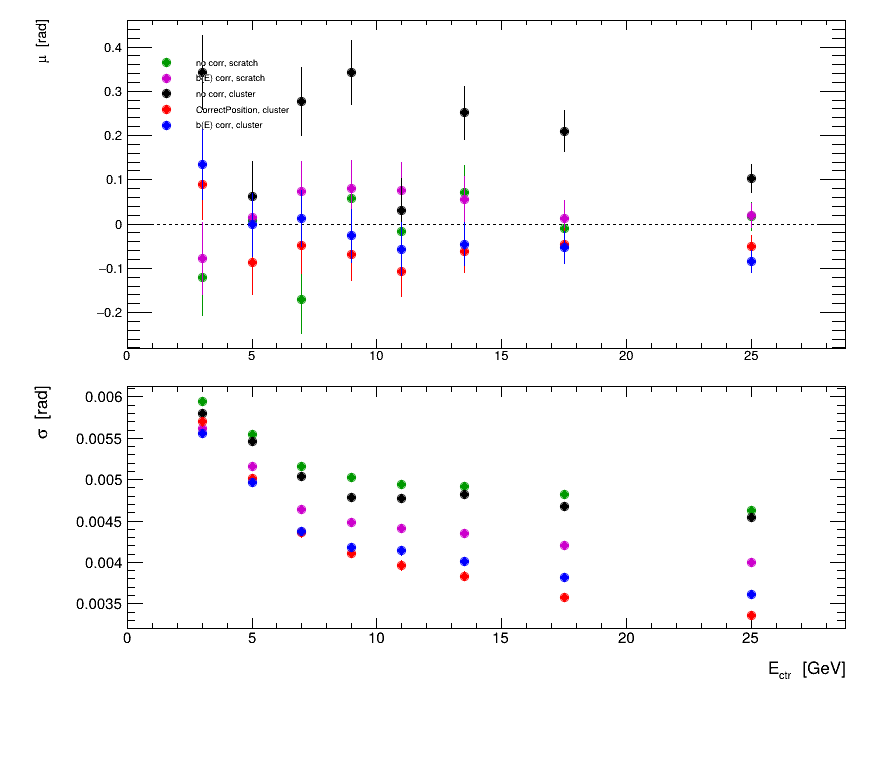 μ [rad]
0.4
no corr, scratch
b(E) corr, scratch
0.3
no corr, cluster
CorrectPosition, cluster
b(E) corr, cluster
0.2
0.1
0
−0.1
−0.2
0 5 10 15 20 25
σ [rad]
0.006
0.0055
0.005
0.0045
0.004
0.0035
0 5 10 15 20 25
E_ctr [GeV]